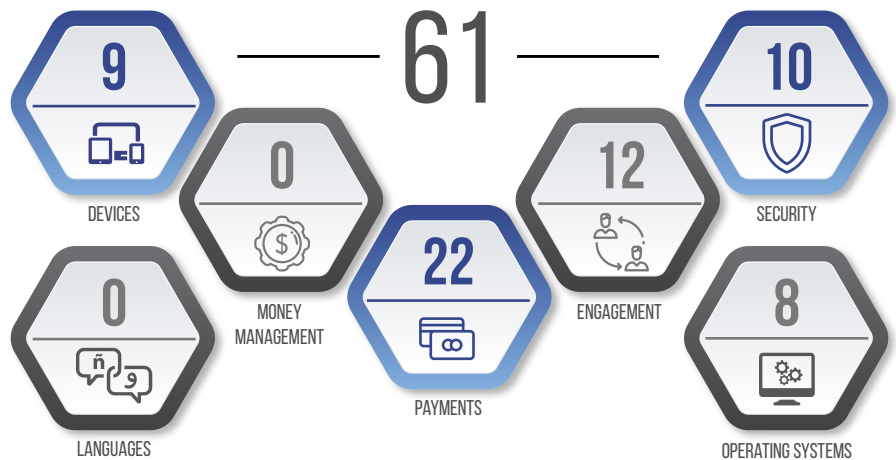 61
9
DEVICES
0
MONEY
MANAGEMENT
22
PAYMENTS
12
ENGAGEMENT
10
SECURITY
0
ñ
و
LANGUAGES
8
OPERATING SYSTEMS
$